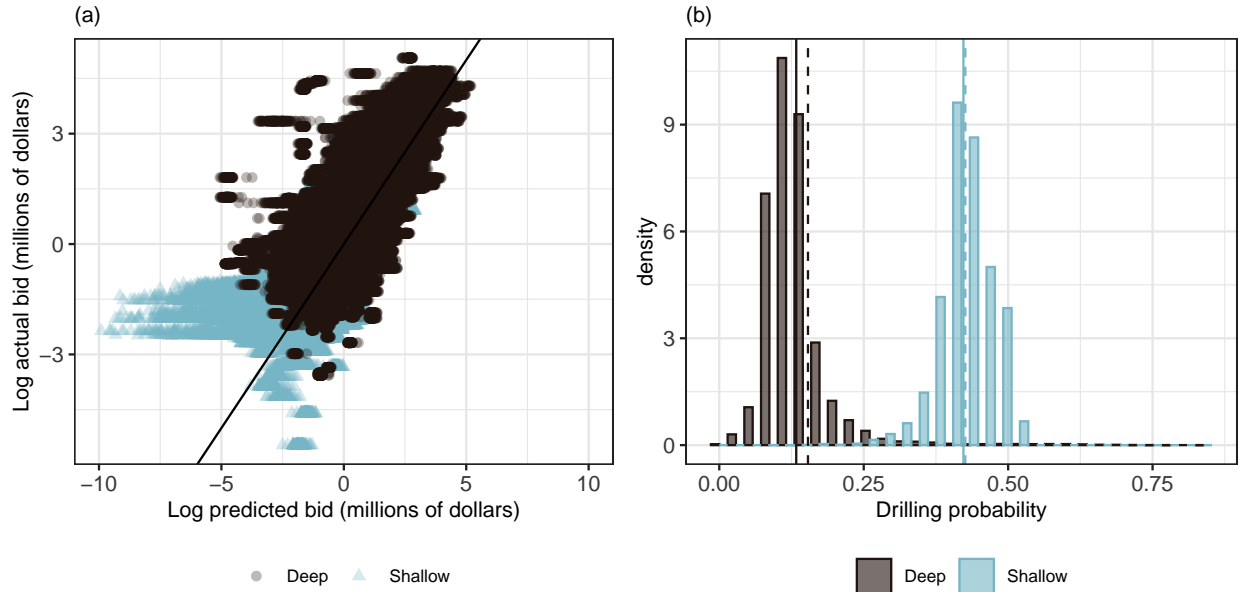 (a)
Log actual bid (millions of dollars)
3
0
−3
−10 −5 0 5 10
Log predicted bid (millions of dollars)
Deep Shallow
(b)
density
9
6
3
0
0.00 0.25 0.50 0.75
Drilling probability
Deep Shallow